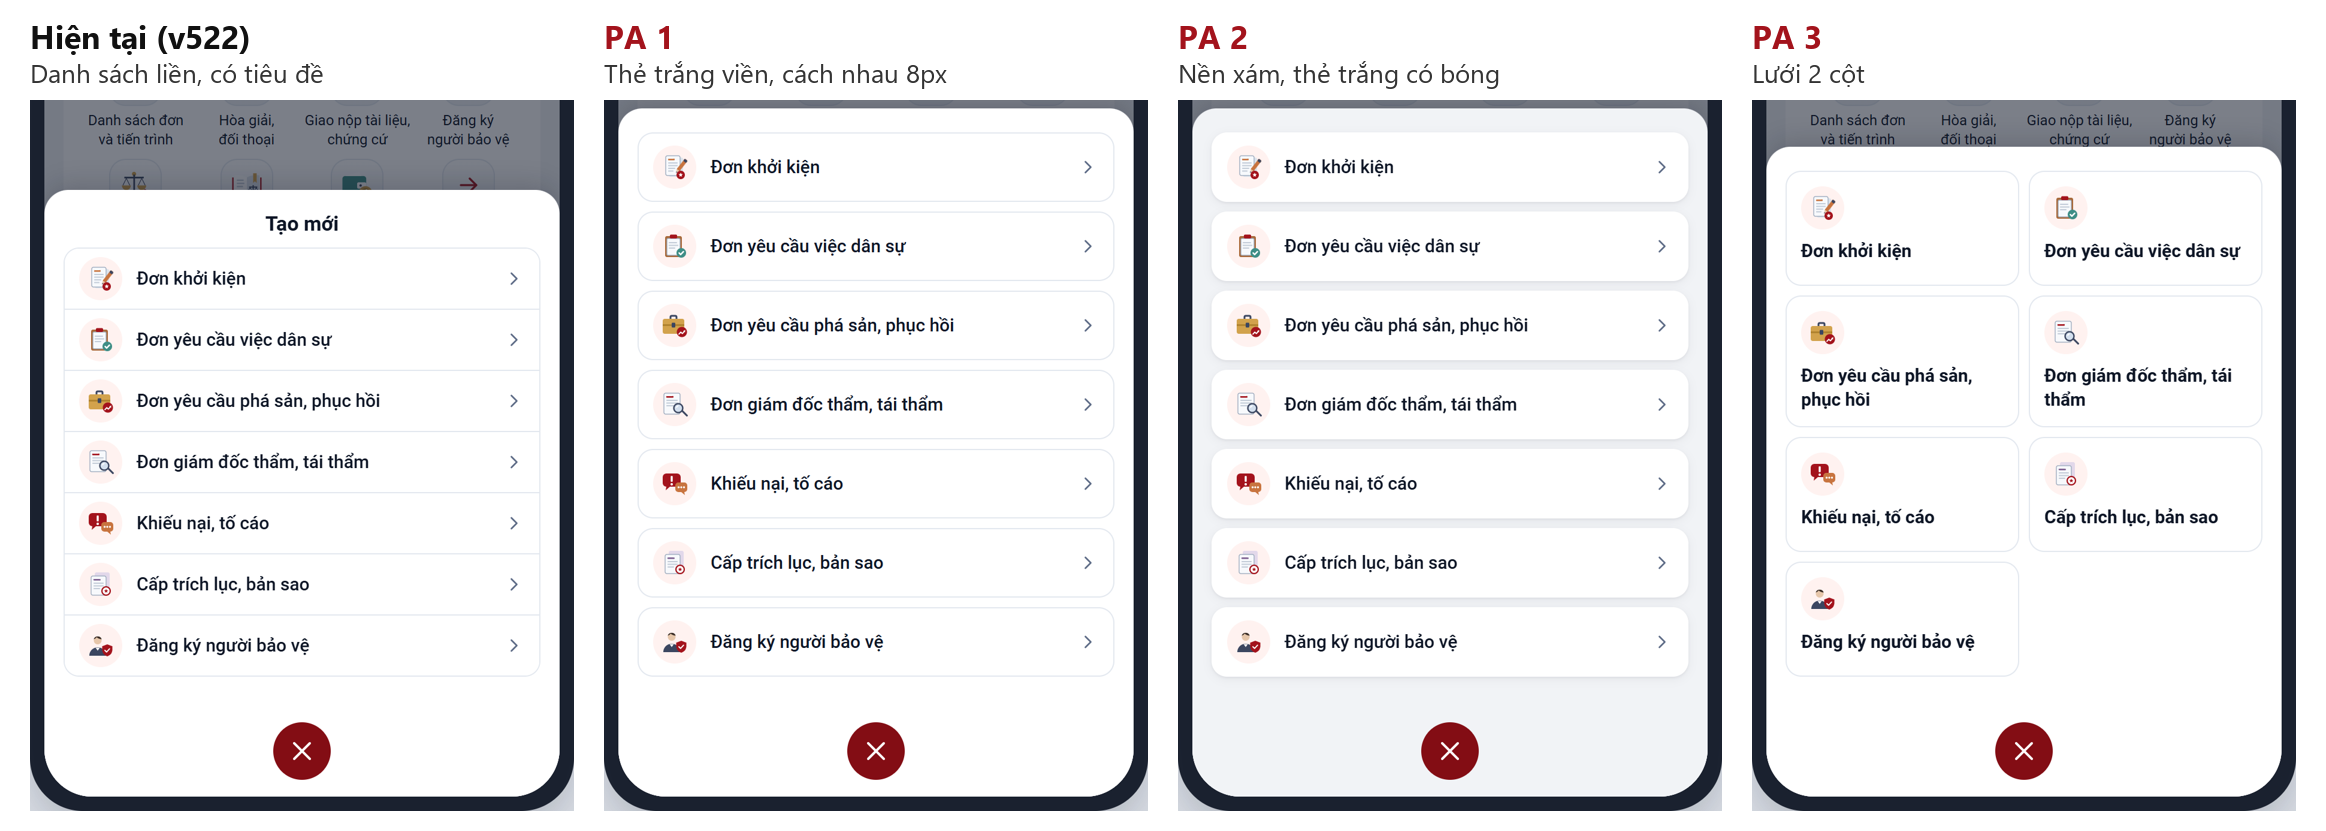 Hiện tại (v522)
Danh sách liền, có tiêu đề
Danh sách đơn
và tiến trình
Hòa giải,
đối thoại
Giao nộp tài liệu,
chứng cứ
Đăng ký
người bảo vệ
Tạo mới
Đơn khởi kiện
Đơn yêu cầu việc dân sự
Đơn yêu cầu phá sản, phục hồi
Đơn giám đốc thẩm, tái thẩm
Khiếu nại, tố cáo
Cấp trích lục, bản sao
Đăng ký người bảo vệ
PA 1
Thẻ trắng viền, cách nhau 8px
Đơn khởi kiện
Đơn yêu cầu việc dân sự
Đơn yêu cầu phá sản, phục hồi
Đơn giám đốc thẩm, tái thẩm
Khiếu nại, tố cáo
Cấp trích lục, bản sao
Đăng ký người bảo vệ
PA 2
Nền xám, thẻ trắng có bóng
Đơn khởi kiện
Đơn yêu cầu việc dân sự
Đơn yêu cầu phá sản, phục hồi
Đơn giám đốc thẩm, tái thẩm
Khiếu nại, tố cáo
Cấp trích lục, bản sao
Đăng ký người bảo vệ
PA 3
Lưới 2 cột
Danh sách đơn
và tiến trình
Hòa giải,
đối thoại
Giao nộp tài liệu,
chứng cứ
Đăng ký
người bảo vệ
Đơn khởi kiện
Đơn yêu cầu việc dân sự
Đơn yêu cầu phá sản,
phục hồi
Đơn giám đốc thẩm, tái
thẩm
Khiếu nại, tố cáo
Cấp trích lục, bản sao
Đăng ký người bảo vệ